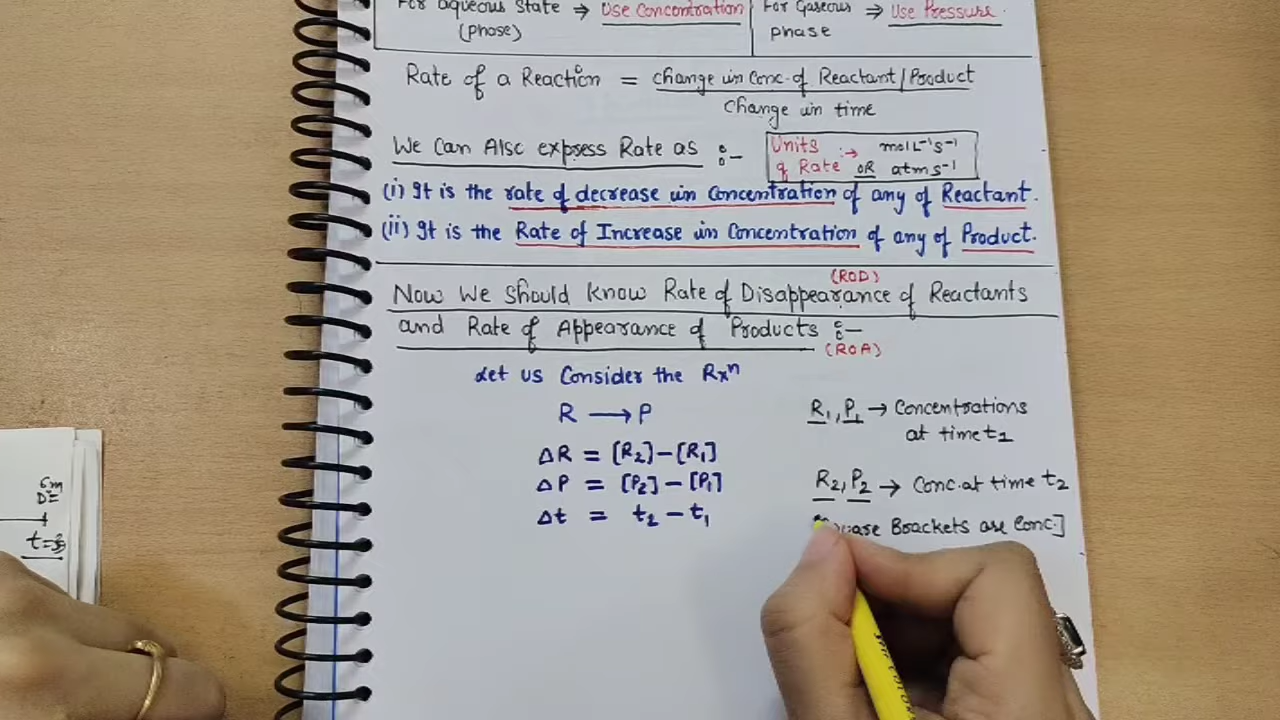 For Aqueous State ⇒ Use Concentration
(phase)
For Gaseous ⇒ Use Pressure.
phase
Rate of a Reaction = change in Conc. of Reactant/Product
Change in time
We Can Also express Rate as :-
Units of Rate :→ mol L⁻¹s⁻¹
OR atm s⁻¹
(i) It is the rate of decrease in Concentration of any of Reactant.
(ii) It is the Rate of Increase in Concentration of any of Product.
(ROD)
Now We Should Know Rate of Disappearance of Reactants
and Rate of Appearance of Products :-
(ROA)
Let us Consider the Rxⁿ
R ⟶ P
ΔR = [R₂]-[R₁]
ΔP = [P₂]-[P₁]
Δt = t₂-t₁
R₁, P₁ → Concentrations
at time t₁
R₂, P₂ → Conc. at time t₂
Brackets are Conc.]
t=